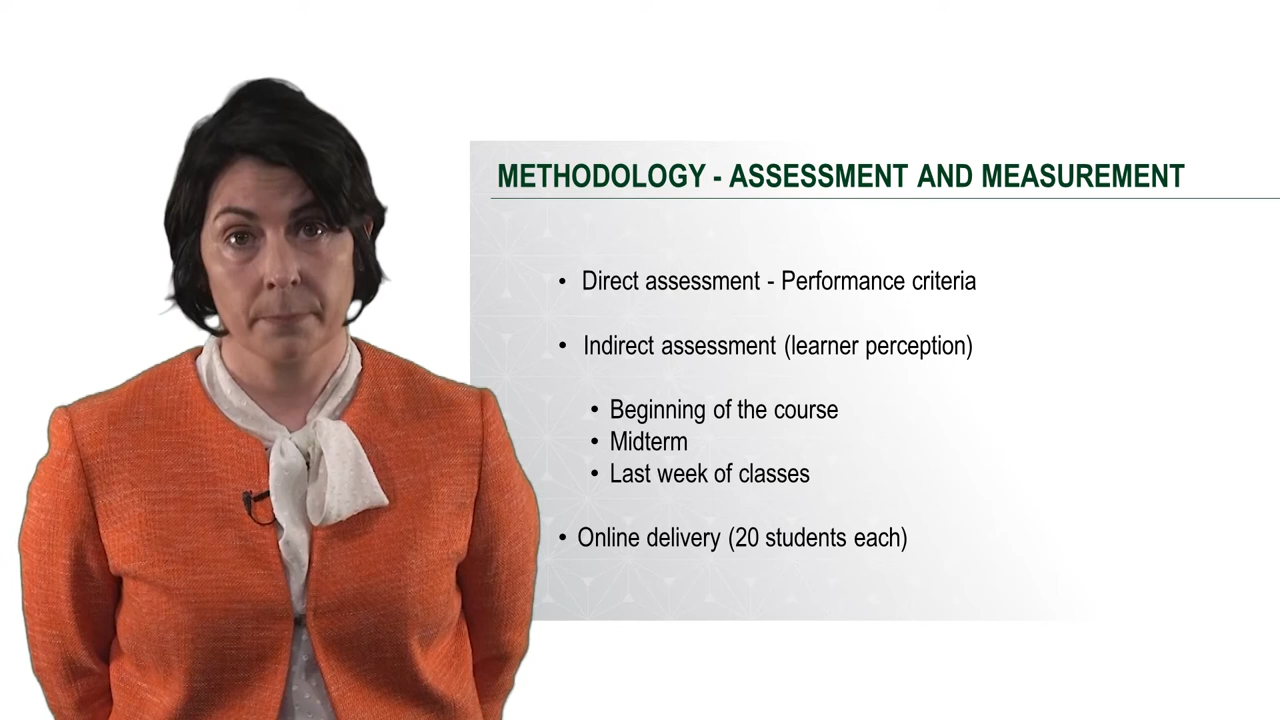 METHODOLOGY - ASSESSMENT AND MEASUREMENT
• Direct assessment - Performance criteria
• Indirect assessment (learner perception)
• Beginning of the course
• Midterm
• Last week of classes
• Online delivery (20 students each)